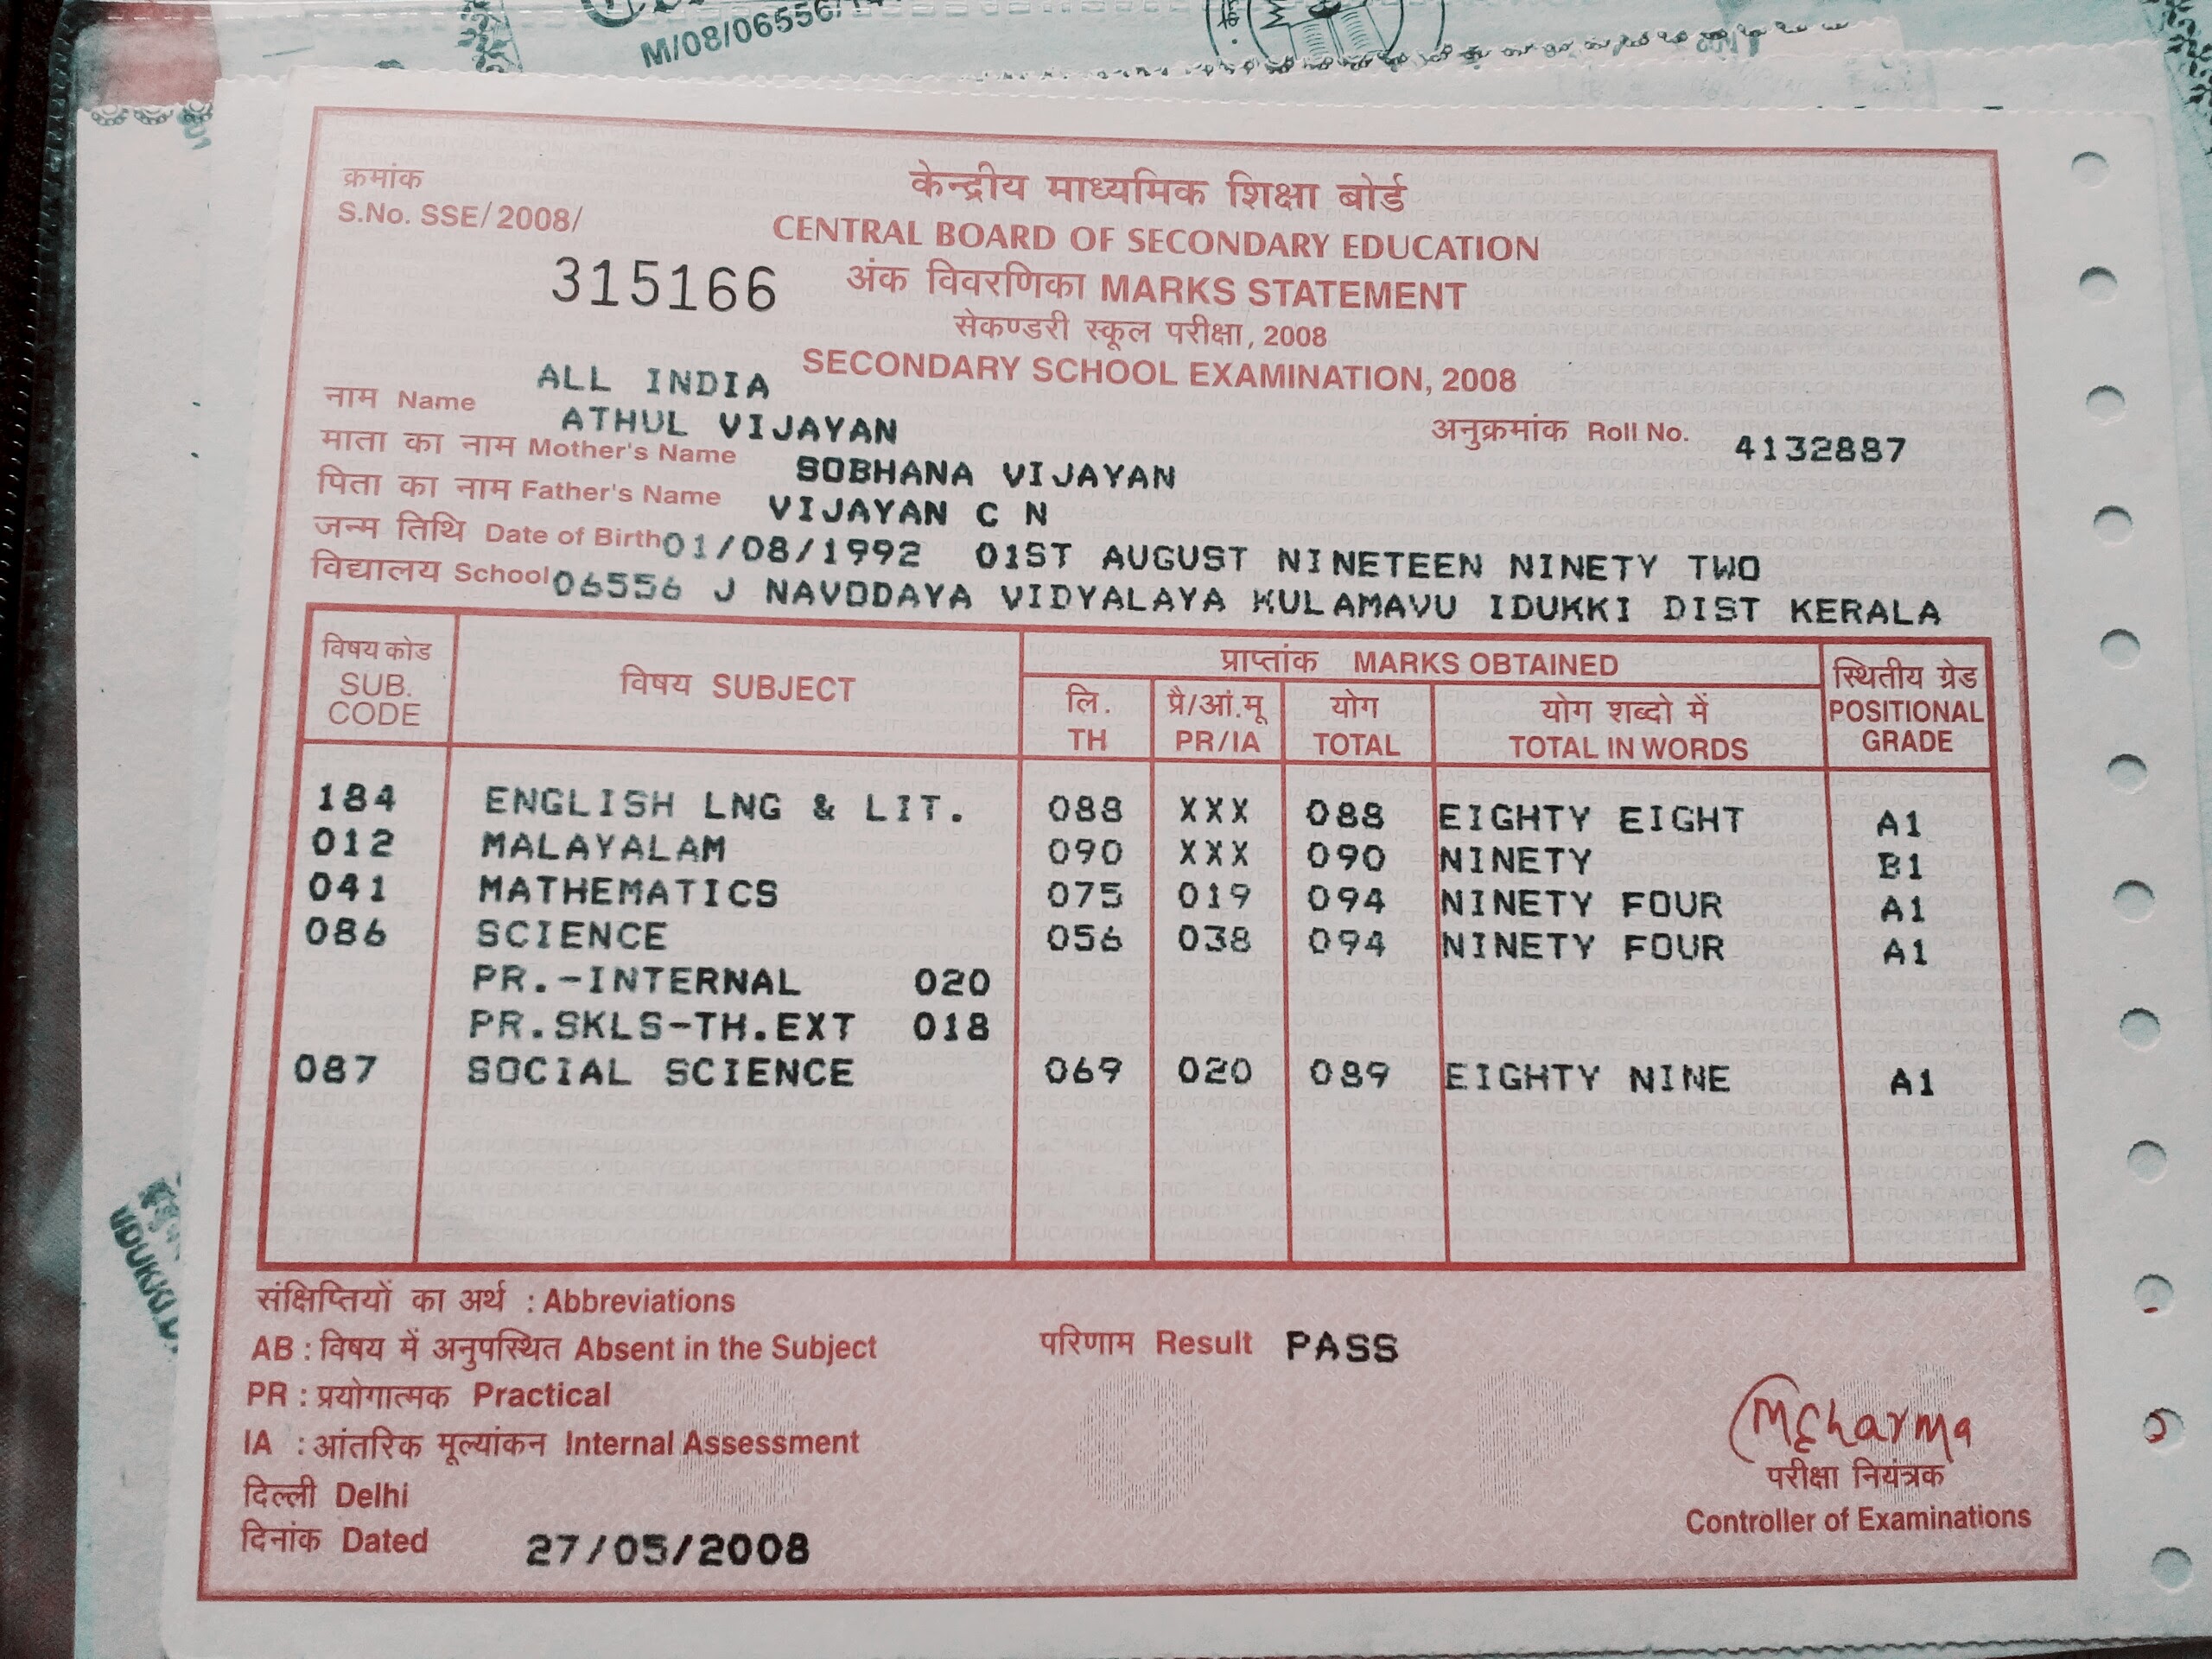 M/08/06556/
क्रमांक
S.No. SSE/2008/
315166
केन्द्रीय माध्यमिक शिक्षा बोर्ड
CENTRAL BOARD OF SECONDARY EDUCATION
अंक विवरणिका MARKS STATEMENT
सेकण्डरी स्कूल परीक्षा, 2008
SECONDARY SCHOOL EXAMINATION, 2008
ALL INDIA
नाम Name ATHUL VIJAYAN
अनुक्रमांक Roll No. 4132887
माता का नाम Mother's Name SOBHANA VIJAYAN
पिता का नाम Father's Name VIJAYAN C N
जन्म तिथि Date of Birth 01/08/1992 01ST AUGUST NINETEEN NINETY TWO
विद्यालय School 06556 J NAVODAYA VIDYALAYA KULAMAVU IDUKKI DIST KERALA
विषय कोड SUB. CODE
विषय SUBJECT
प्राप्तांक MARKS OBTAINED
लि. TH
प्रै/आं.मू PR/IA
योग TOTAL
योग शब्दो में TOTAL IN WORDS
स्थितीय ग्रेड POSITIONAL GRADE
184 ENGLISH LNG & LIT. 088 XXX 088 EIGHTY EIGHT A1
012 MALAYALAM 090 XXX 090 NINETY B1
041 MATHEMATICS 075 019 094 NINETY FOUR A1
086 SCIENCE 056 038 094 NINETY FOUR A1
PR.-INTERNAL 020
PR.SKLS-TH.EXT 018
087 SOCIAL SCIENCE 069 020 089 EIGHTY NINE A1
संक्षिप्तियों का अर्थ : Abbreviations
AB : विषय में अनुपस्थित Absent in the Subject
परिणाम Result PASS
PR : प्रयोगात्मक Practical
IA : आंतरिक मूल्यांकन Internal Assessment
दिल्ली Delhi
दिनांक Dated 27/05/2008
परीक्षा नियंत्रक
Controller of Examinations